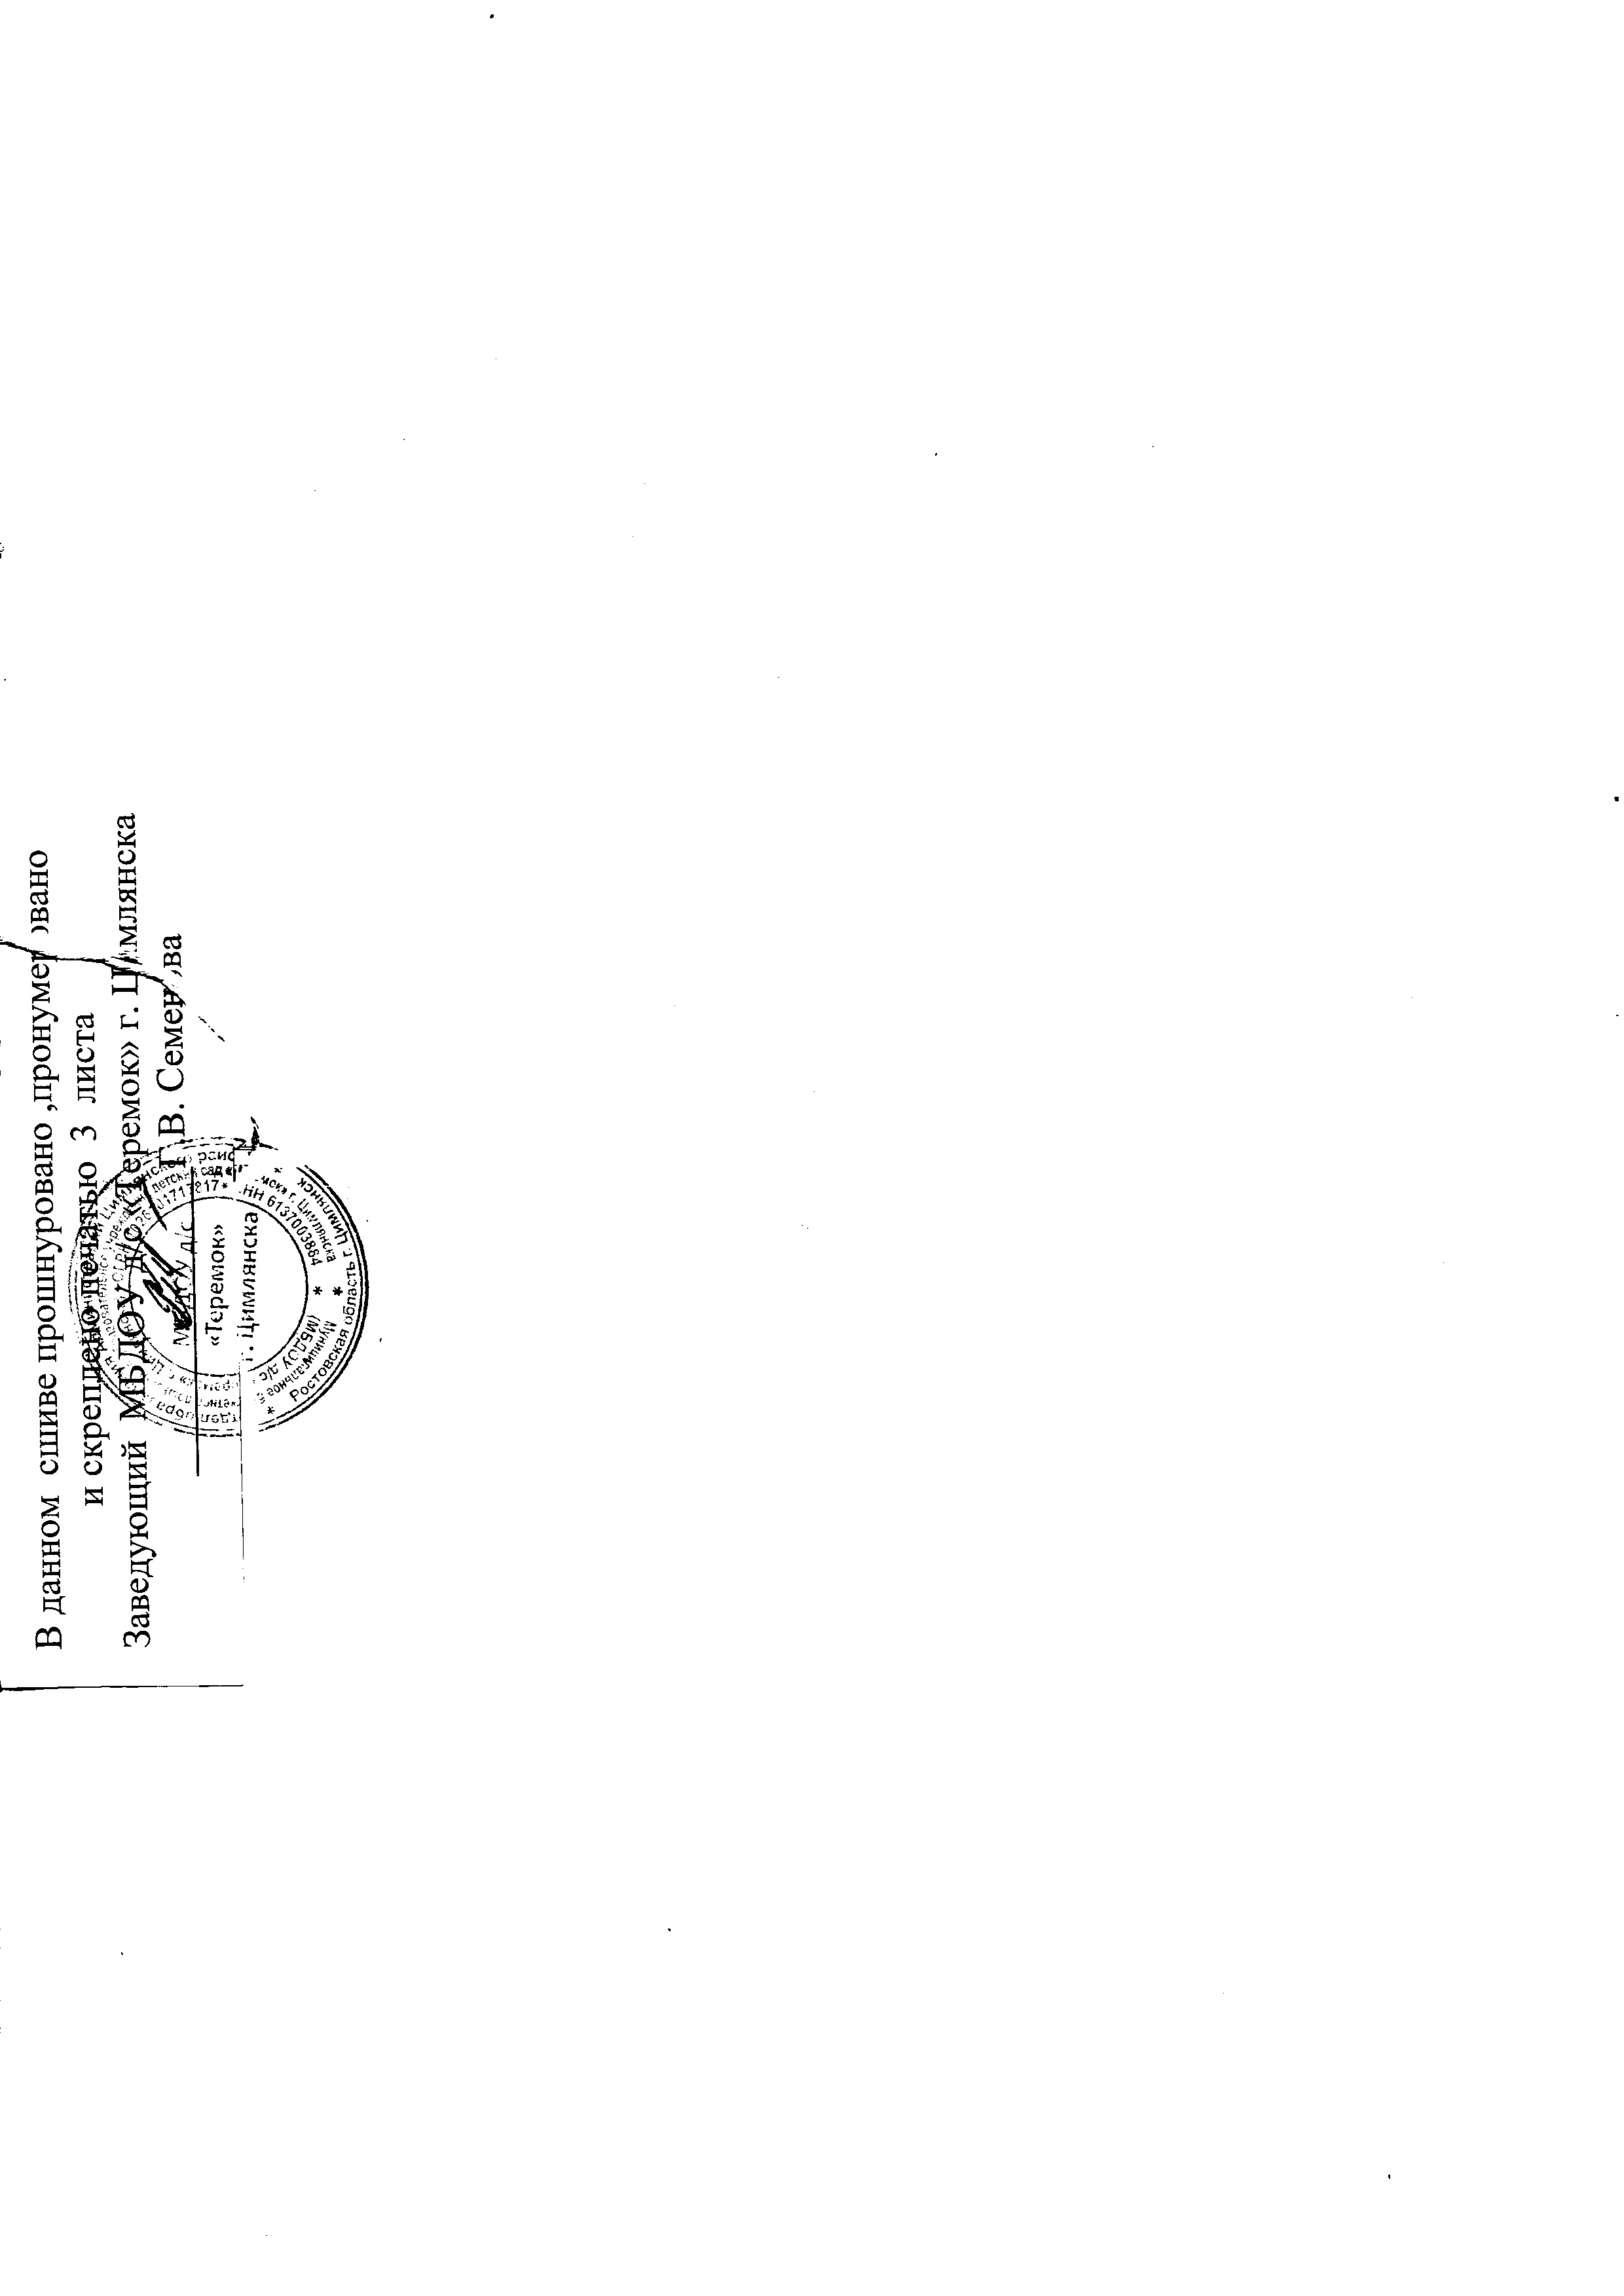 В данном сшиве прошнуровано ,пронумеровано
и скреплено печатью 3 листа
Заведующий МБДОУ д/с «Теремок» г. Цимлянска
В. Семенова
МБДОУ д/с
«Теремок»
г. Цимлянска
* Ростовская область г. Цимлянск *
ИНН 6137003884 *